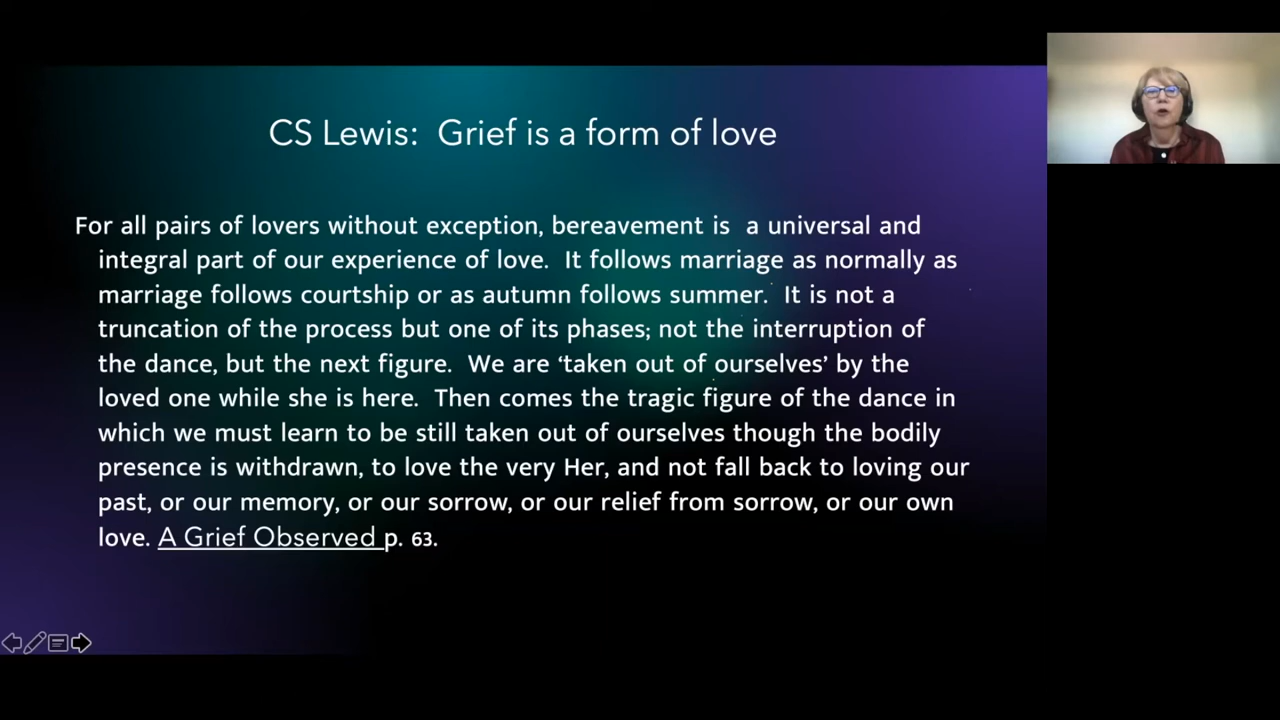 CS Lewis: Grief is a form of love
For all pairs of lovers without exception, bereavement is a universal and
integral part of our experience of love. It follows marriage as normally as
marriage follows courtship or as autumn follows summer. It is not a
truncation of the process but one of its phases; not the interruption of
the dance, but the next figure. We are ‘taken out of ourselves’ by the
loved one while she is here. Then comes the tragic figure of the dance in
which we must learn to be still taken out of ourselves though the bodily
presence is withdrawn, to love the very Her, and not fall back to loving our
past, or our memory, or our sorrow, or our relief from sorrow, or our own
love. A Grief Observed p. 63.